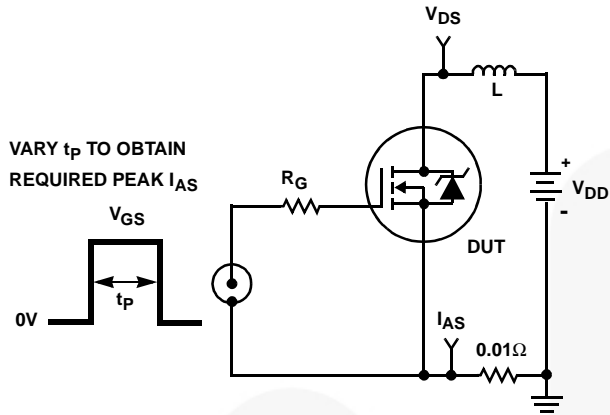 V_DS
L
VARY t_P TO OBTAIN
REQUIRED PEAK I_AS
R_G
+
V_DD
-
V_GS
DUT
t_P
0V
I_AS
0.01Ω